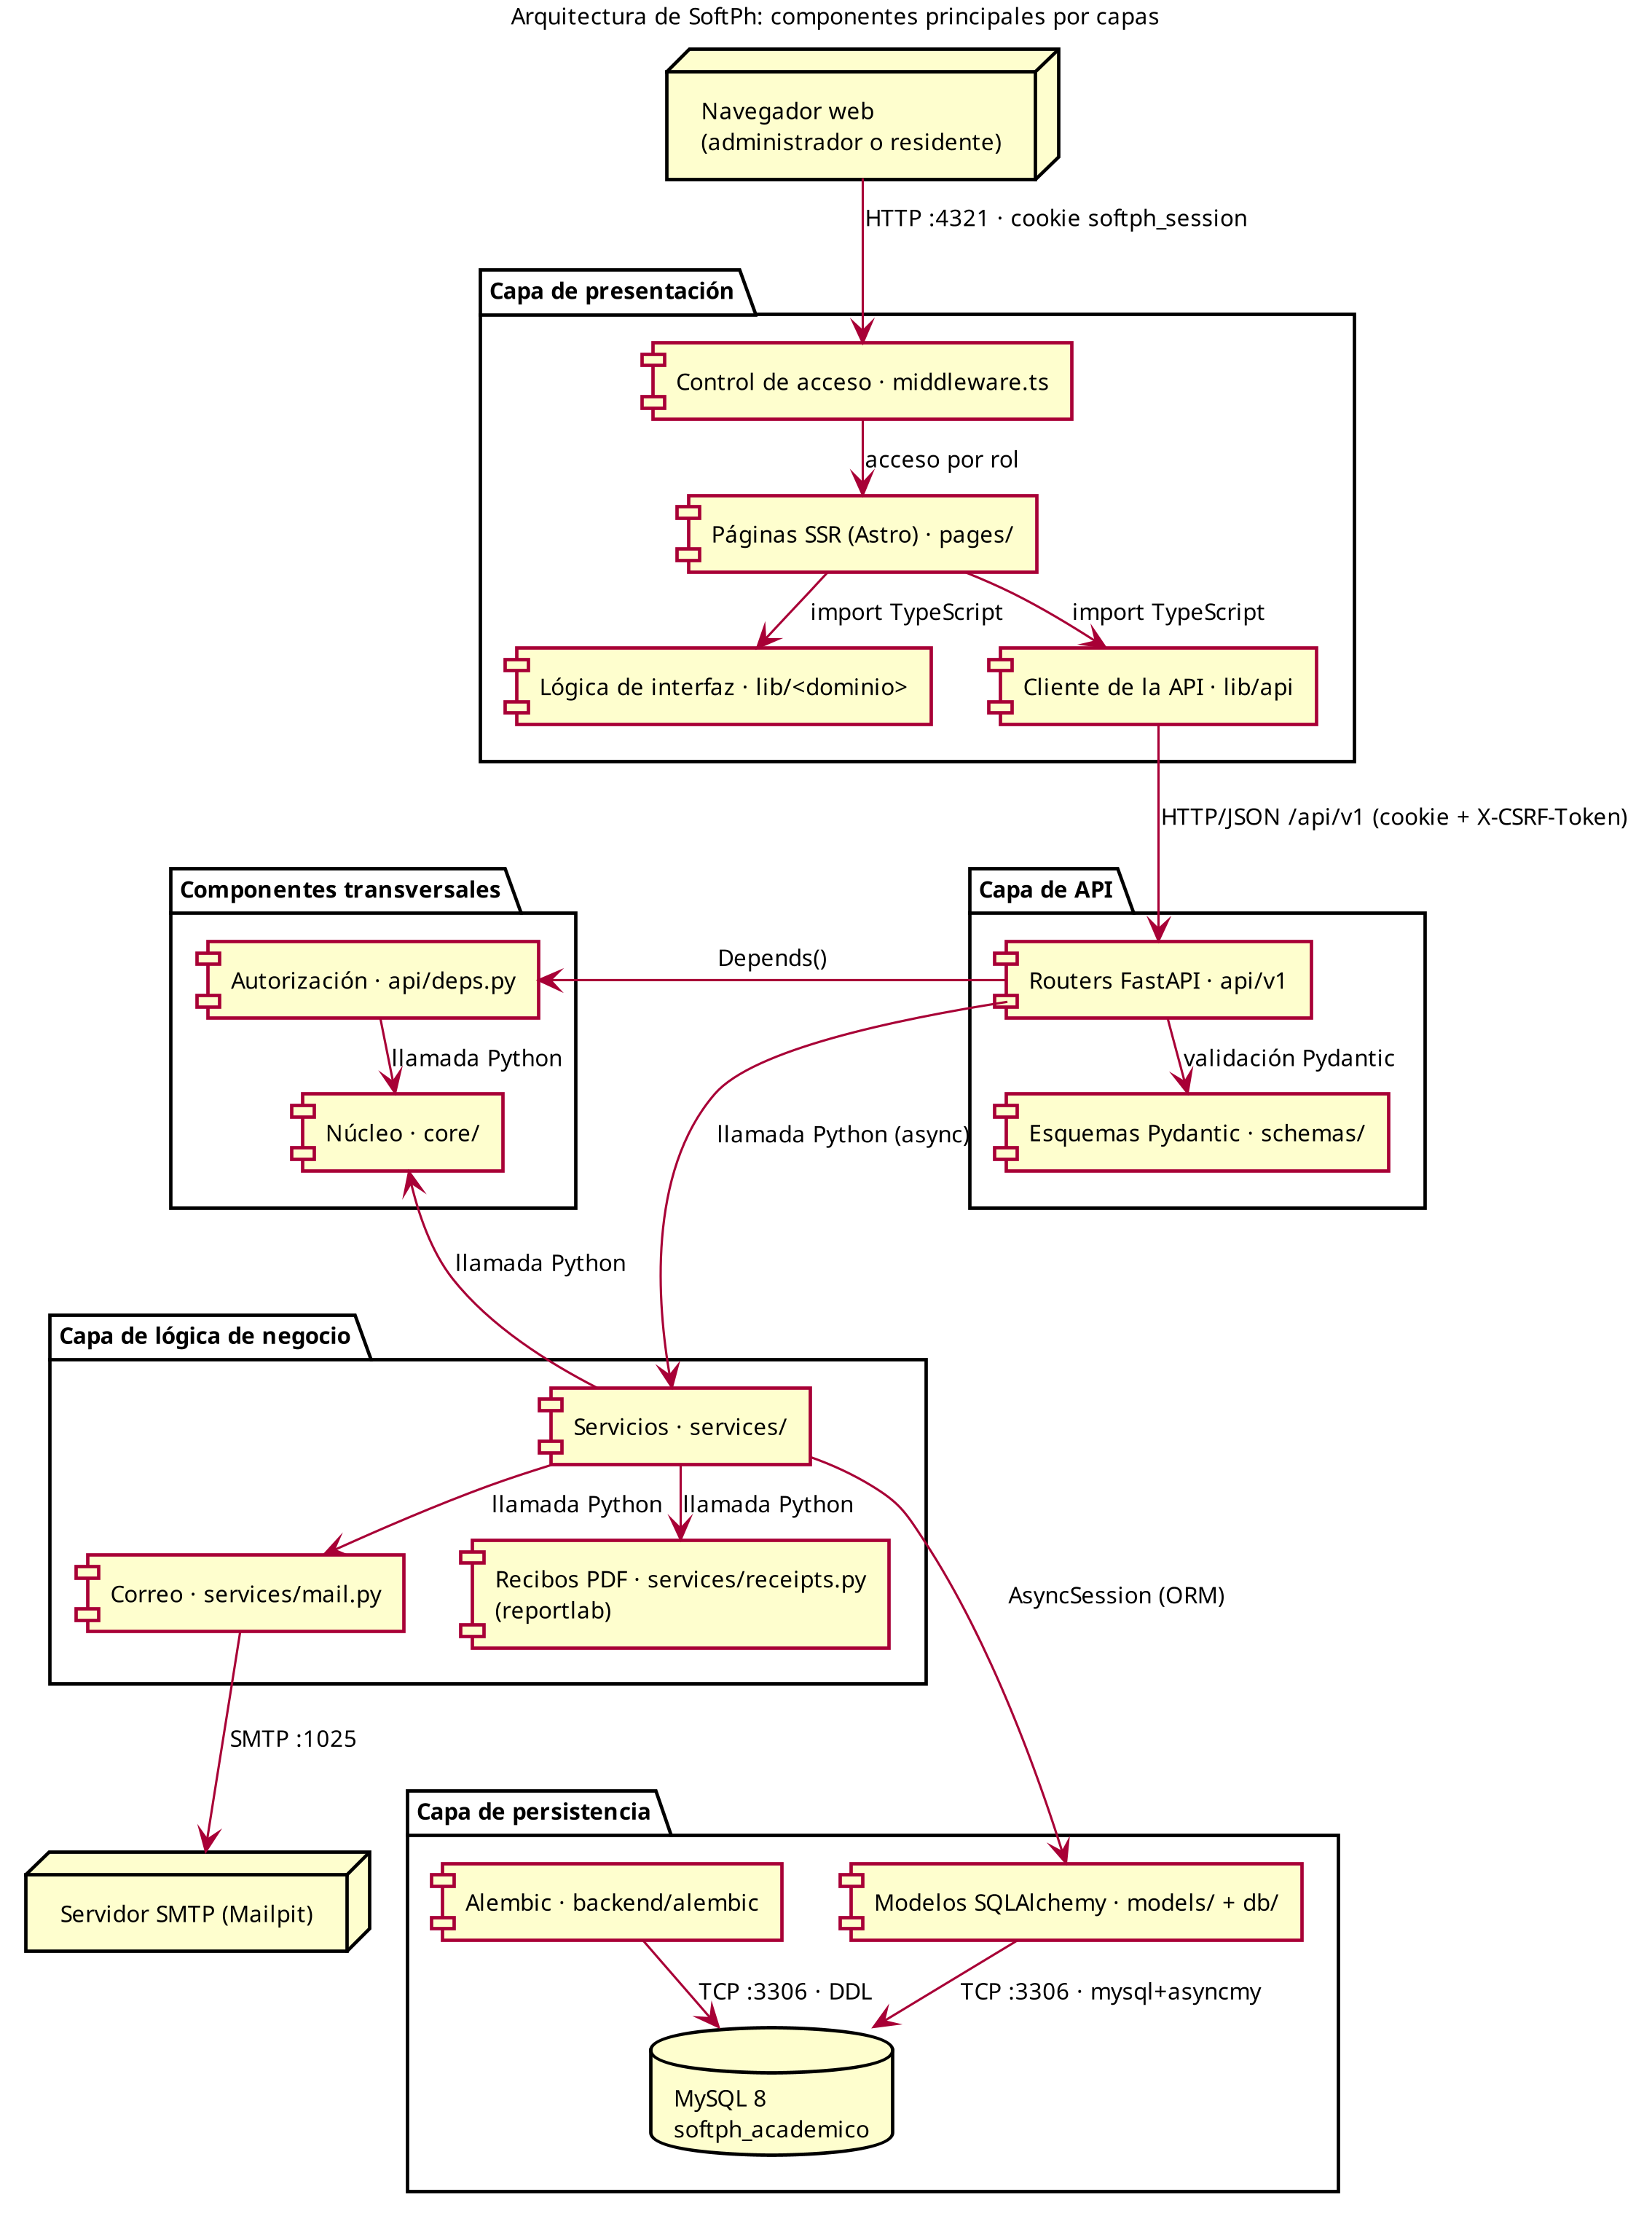 Arquitectura de SoftPh: componentes principales por capas
Navegador web
(administrador o residente)
HTTP :4321 · cookie softph_session
Capa de presentación
Control de acceso · middleware.ts
acceso por rol
Páginas SSR (Astro) · pages/
import TypeScript
import TypeScript
Lógica de interfaz · lib/<dominio>
Cliente de la API · lib/api
HTTP/JSON /api/v1 (cookie + X-CSRF-Token)
Componentes transversales
Capa de API
Autorización · api/deps.py
Depends()
Routers FastAPI · api/v1
llamada Python
validación Pydantic
Núcleo · core/
llamada Python (async)
Esquemas Pydantic · schemas/
llamada Python
Capa de lógica de negocio
Servicios · services/
llamada Python
llamada Python
Correo · services/mail.py
Recibos PDF · services/receipts.py
(reportlab)
AsyncSession (ORM)
SMTP :1025
Capa de persistencia
Servidor SMTP (Mailpit)
Alembic · backend/alembic
Modelos SQLAlchemy · models/ + db/
TCP :3306 · DDL
TCP :3306 · mysql+asyncmy
MySQL 8
softph_academico